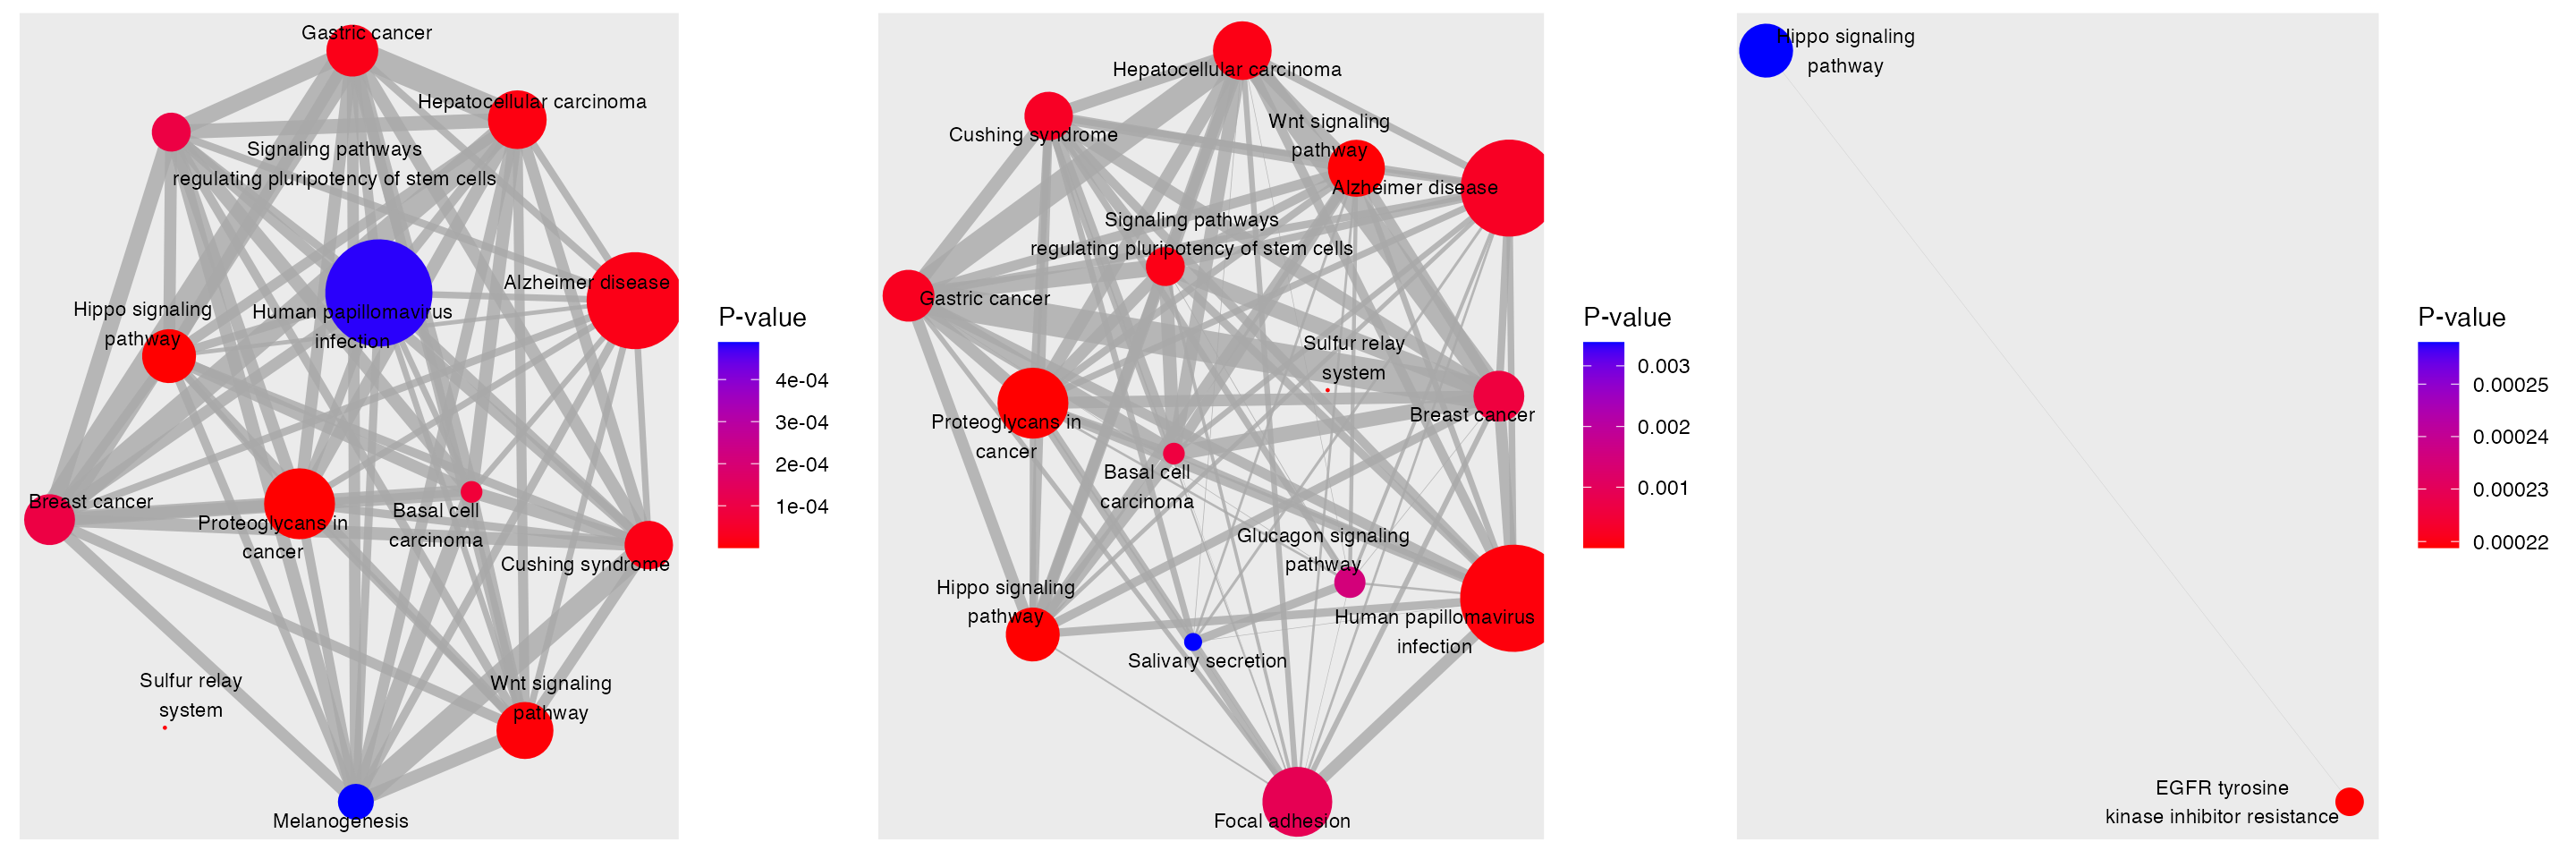 Gastric cancer
Hepatocellular carcinoma
Signaling pathways
regulating pluripotency of stem cells
Alzheimer disease
Hippo signaling
pathway
Human papillomavirus
infection
Breast cancer
Proteoglycans in
cancer
Basal cell
carcinoma
Cushing syndrome
Sulfur relay
system
Wnt signaling
pathway
Melanogenesis
P-value
4e-04
3e-04
2e-04
1e-04
Hepatocellular carcinoma
Cushing syndrome
Wnt signaling
pathway
Alzheimer disease
Signaling pathways
regulating pluripotency of stem cells
Gastric cancer
Sulfur relay
system
Proteoglycans in
cancer
Breast cancer
Basal cell
carcinoma
Glucagon signaling
pathway
Hippo signaling
pathway
Human papillomavirus
infection
Salivary secretion
Focal adhesion
P-value
0.003
0.002
0.001
Hippo signaling
pathway
EGFR tyrosine
kinase inhibitor resistance
P-value
0.00025
0.00024
0.00023
0.00022